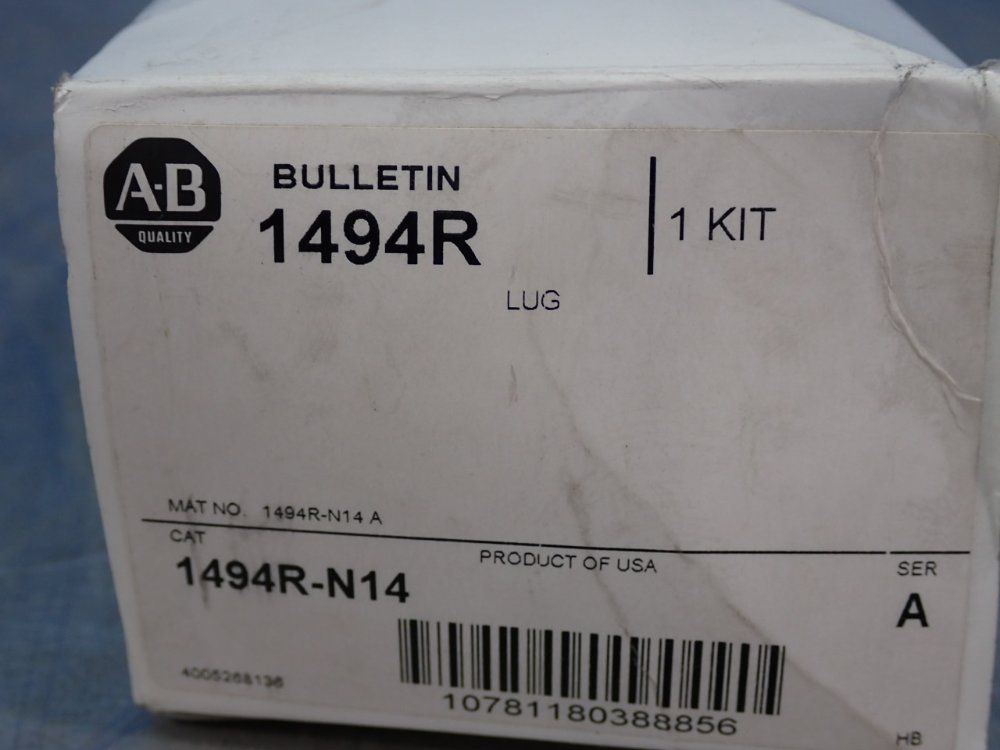 A-B
QUALITY
BULLETIN
1494R
1 KIT
LUG
MAT NO. 1494R-N14 A
CAT
1494R-N14
PRODUCT OF USA
SER
A
4005268136
10781180388856
HB